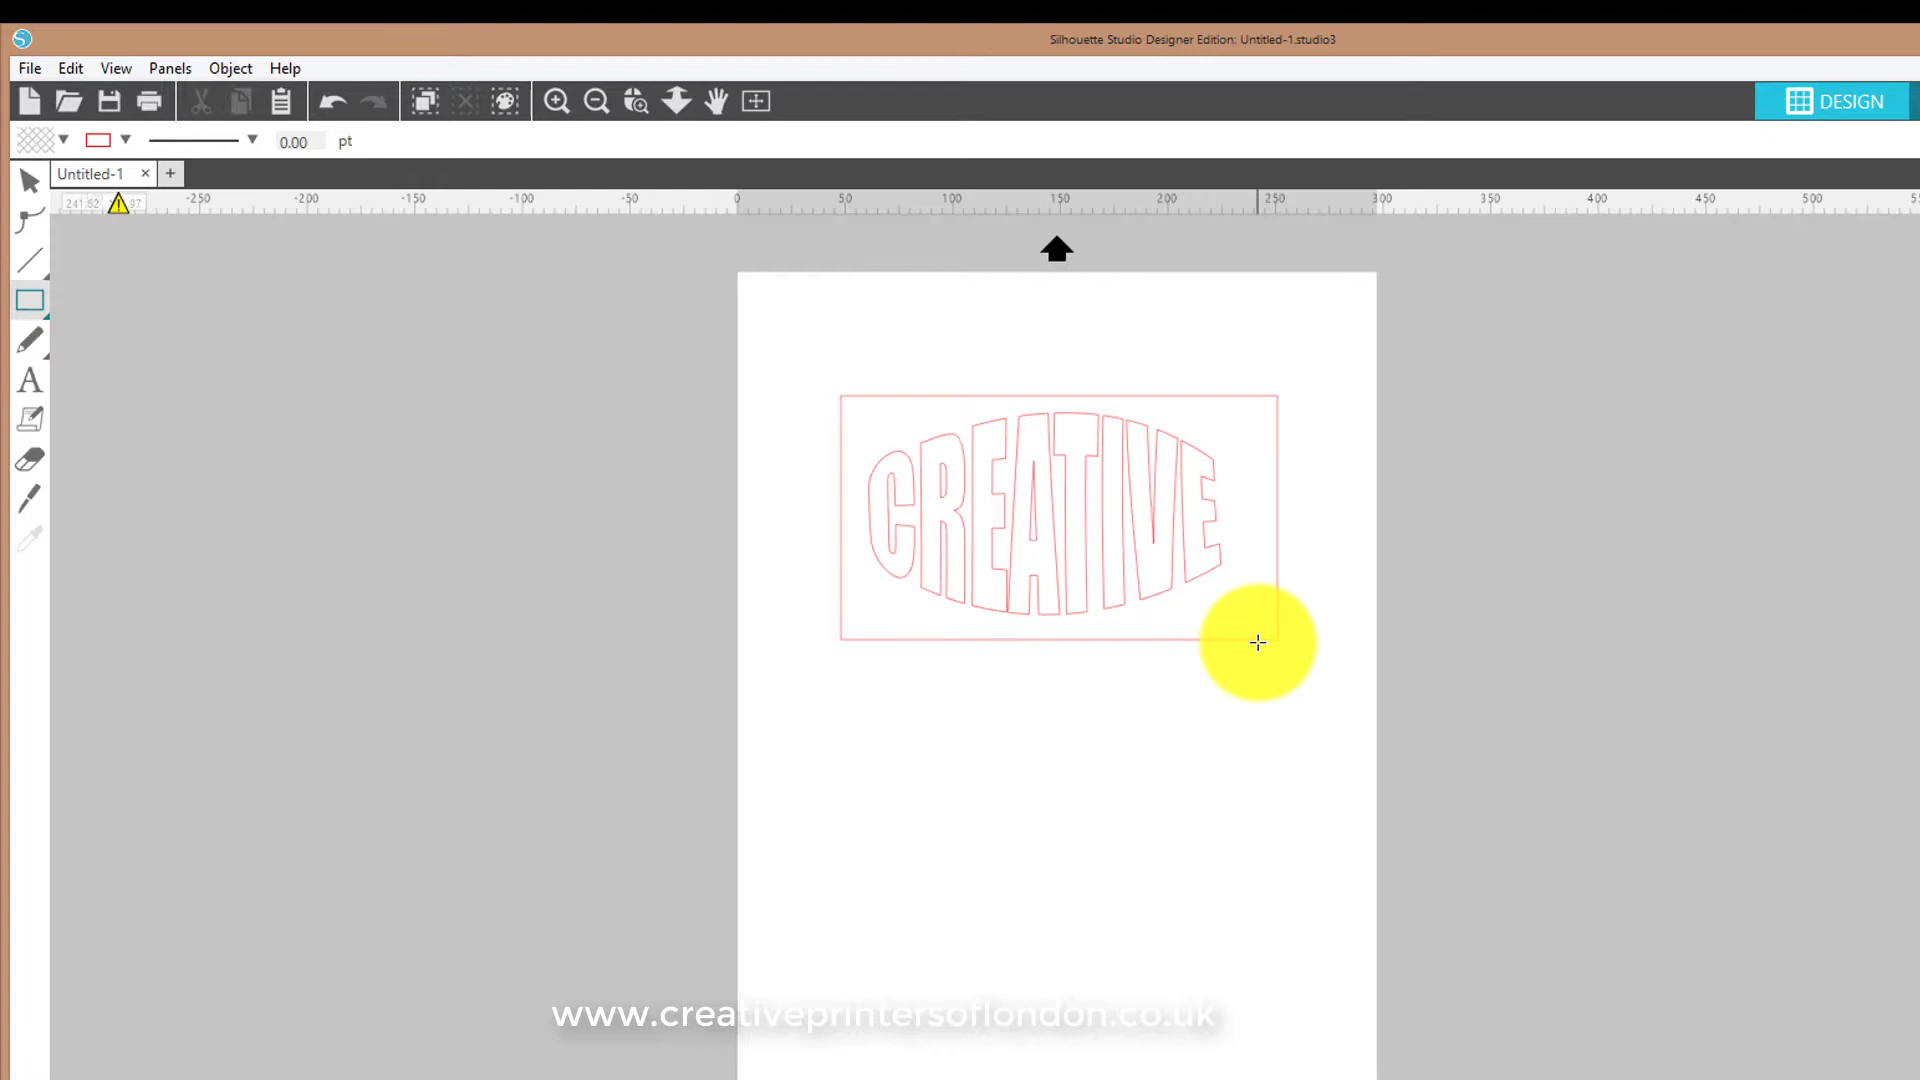 Silhouette Studio Designer Edition: Untitled-1.studio3
File Edit View Panels Object Help
DESIGN
0.00 pt
Untitled-1 × +
-250 -200 -150 -100 -50 0 50 100 150 200 250 300 350 400 450 500
CREATIVE
A
www.creativeprintersoflondon.co.uk